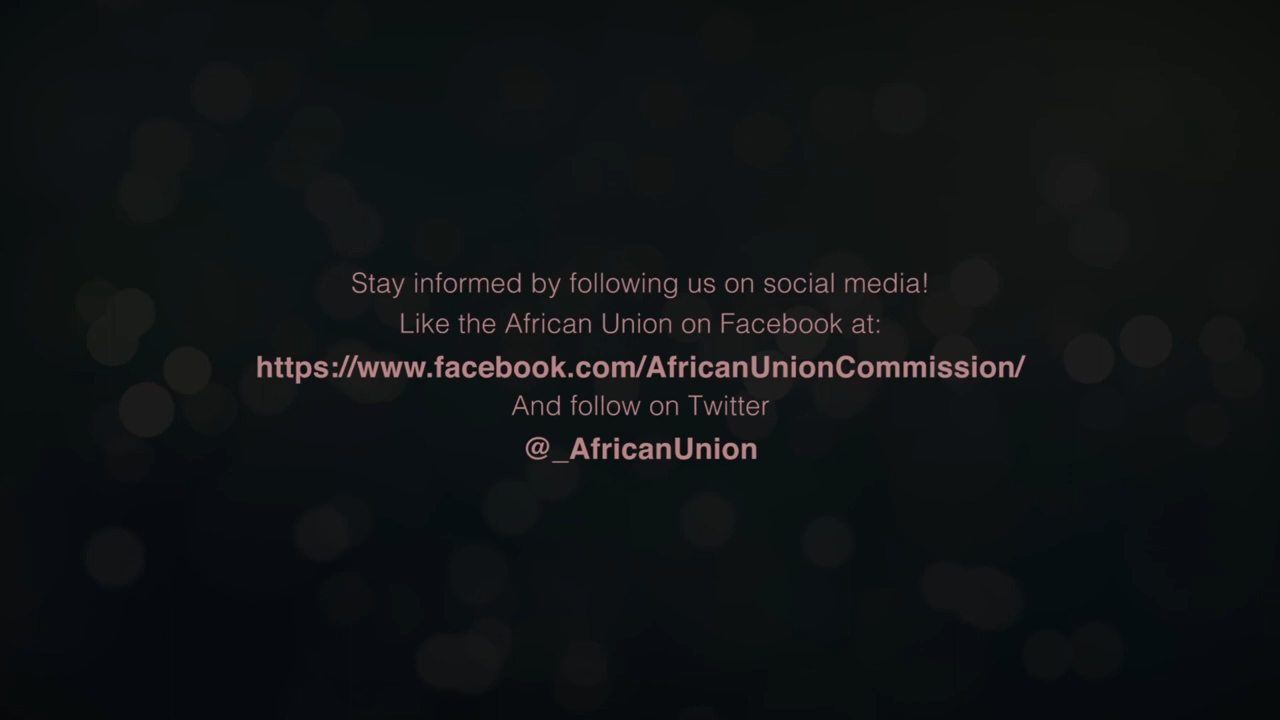 Stay informed by following us on social media!
Like the African Union on Facebook at:
https://www.facebook.com/AfricanUnionCommission/
And follow on Twitter
@_AfricanUnion